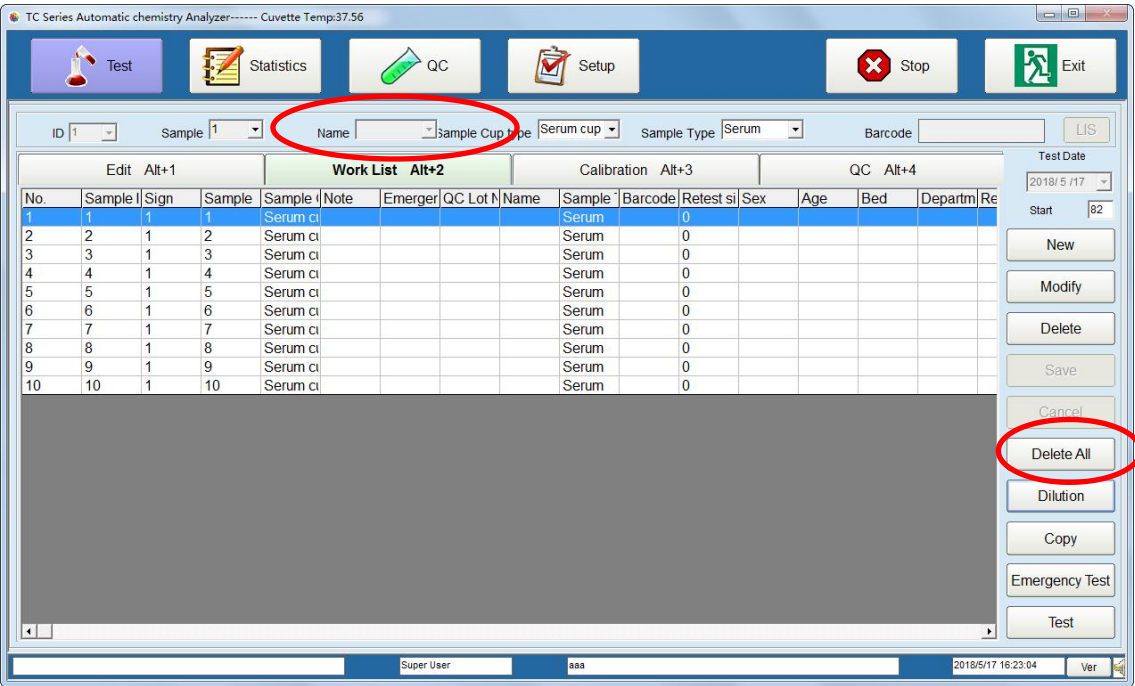 TC Series Automatic chemistry Analyzer------ Cuvette Temp:37.56
Test Statistics QC Setup Stop Exit
ID 1 Sample 1 Name Sample Cup type Serum cup Sample Type Serum Barcode LIS
Edit Alt+1 Work List Alt+2 Calibration Alt+3 QC Alt+4
Test Date
2018/ 5 /17
Start 82
No. Sample I Sign Sample Sample ( Note Emerger QC Lot N Name Sample T Barcode Retest si Sex Age Bed Departm Re
1 1 1 1 Serum cu Serum 0
2 2 1 2 Serum cu Serum 0
3 3 1 3 Serum cu Serum 0
4 4 1 4 Serum cu Serum 0
5 5 1 5 Serum cu Serum 0
6 6 1 6 Serum cu Serum 0
7 7 1 7 Serum cu Serum 0
8 8 1 8 Serum cu Serum 0
9 9 1 9 Serum cu Serum 0
10 10 1 10 Serum cu Serum 0
New
Modify
Delete
Save
Cancel
Delete All
Dilution
Copy
Emergency Test
Test
Super User aaa 2018/5/17 16:23:04 Ver